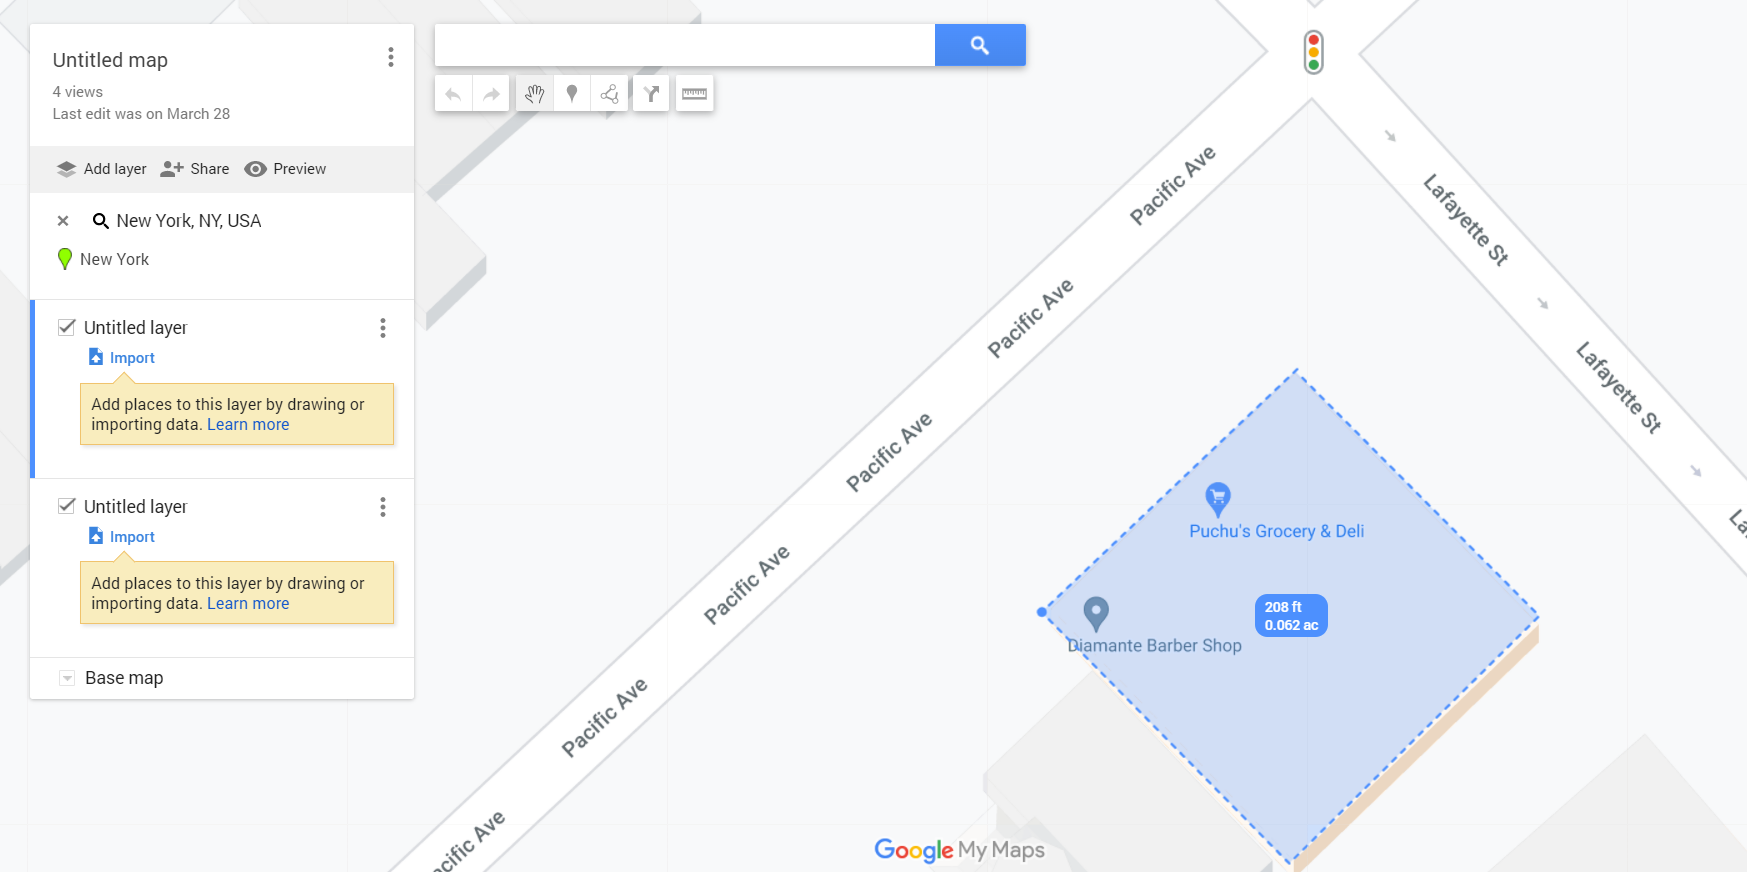 Untitled map
4 views
Last edit was on March 28
Add layer
Share
Preview
New York, NY, USA
New York
Untitled layer
Import
Add places to this layer by drawing or
importing data. Learn more
Untitled layer
Import
Add places to this layer by drawing or
importing data. Learn more
Base map
Pacific Ave
Pacific Ave
Pacific Ave
Pacific Ave
Pacific Ave
acific Ave
Lafayette St
Lafayette St
La
Puchu's Grocery & Deli
208 ft
0.062 ac
Diamante Barber Shop
Google My Maps